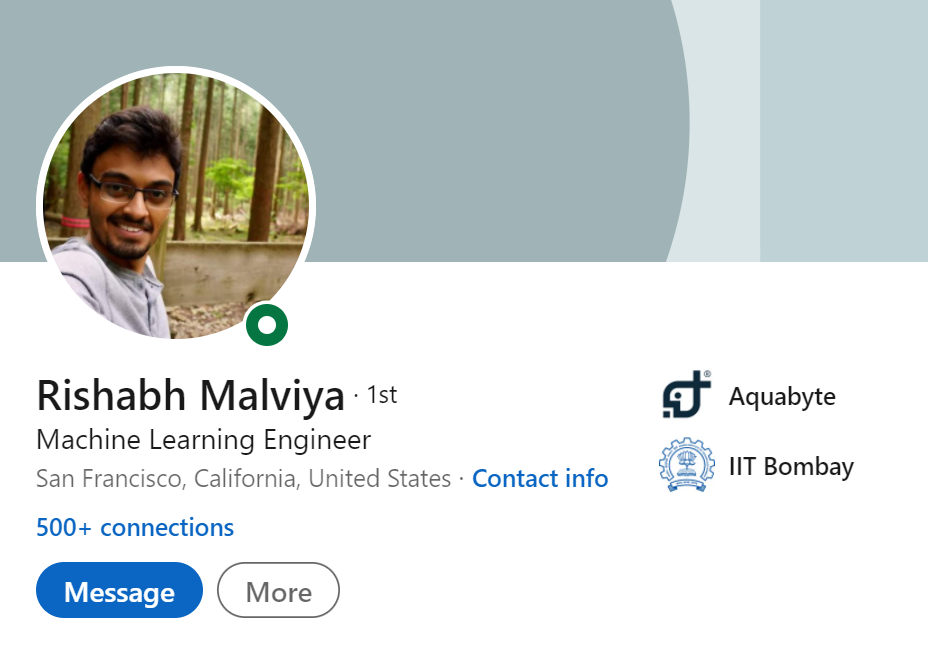 Rishabh Malviya · 1st
Machine Learning Engineer
San Francisco, California, United States · Contact info
500+ connections
Message
More
®
Aquabyte
IIT Bombay